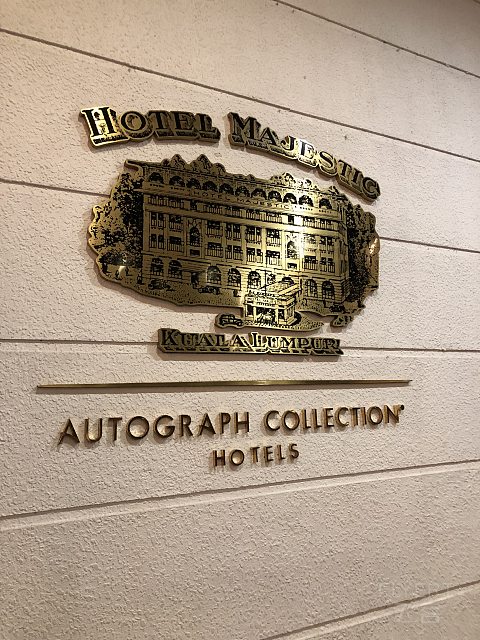 HOTEL MAJESTIC
KUALA LUMPUR
AUTOGRAPH COLLECTION®
HOTELS